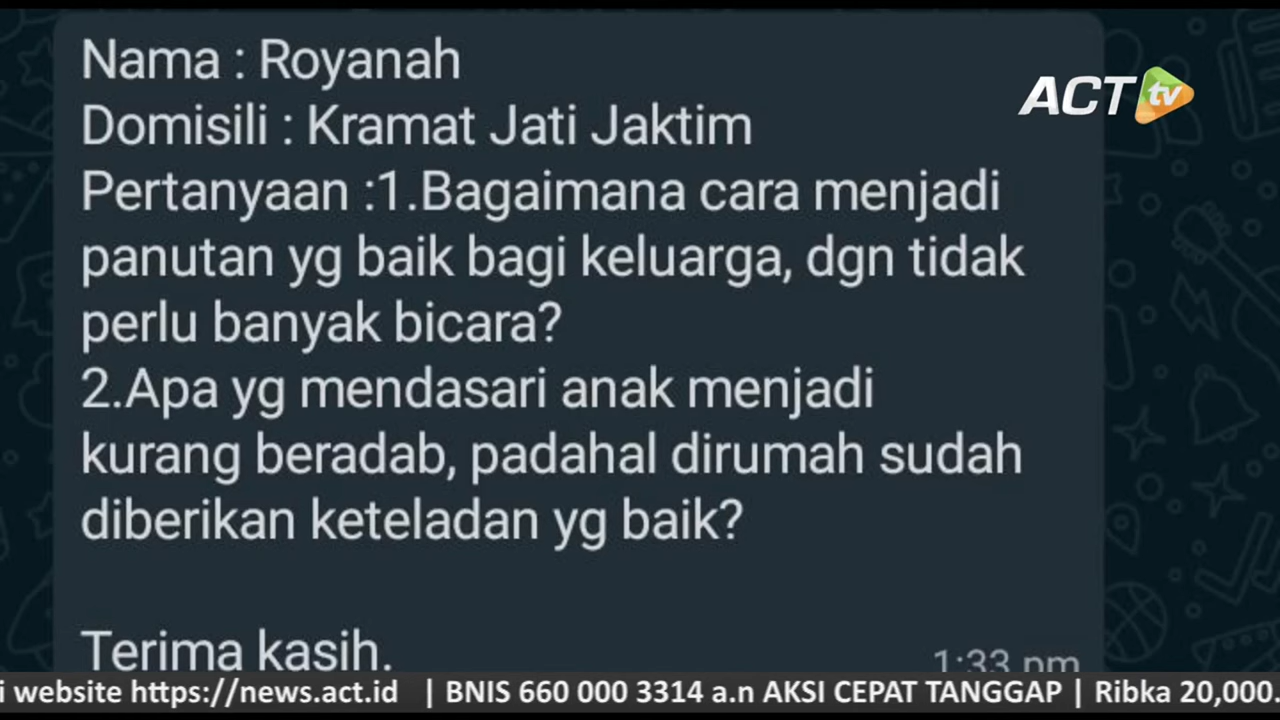 Nama : Royanah
Domisili : Kramat Jati Jaktim
Pertanyaan :1.Bagaimana cara menjadi
panutan yg baik bagi keluarga, dgn tidak
perlu banyak bicara?
2.Apa yg mendasari anak menjadi
kurang beradab, padahal dirumah sudah
diberikan keteladan yg baik?
Terima kasih.
1:33 pm
ACT tv
i website https://news.act.id | BNIS 660 000 3314 a.n AKSI CEPAT TANGGAP | Ribka 20,000.